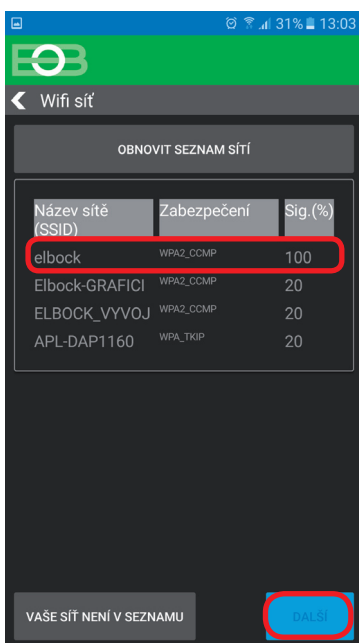 31% 13:03
EOB
Wifi síť
OBNOVIT SEZNAM SÍTÍ
Název sítě Zabezpečení Sig.(%)
(SSID)
elbock WPA2_CCMP 100
Elbock-GRAFICI WPA2_CCMP 20
ELBOCK_VYVOJ WPA2_CCMP 20
APL-DAP1160 WPA_TKIP 20
VAŠE SÍŤ NENÍ V SEZNAMU DALŠÍ